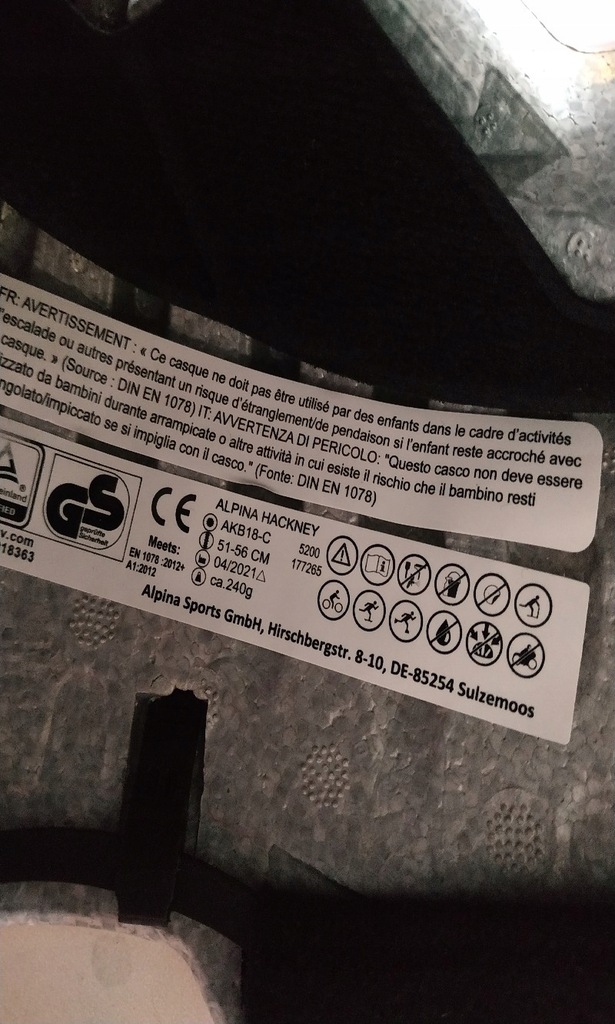 FR: AVERTISSEMENT : « Ce casque ne doit pas être utilisé par des enfants dans le cadre d'activités
d'escalade ou autres présentant un risque d'étranglement/de pendaison si l'enfant reste accroché avec
casque. » (Source : DIN EN 1078) IT: AVVERTENZA DI PERICOLO: "Questo casco non deve essere
da bambini durante arrampicate o altre attività in cui esiste il rischio che il bambino resti
se si impiglia con il casco." (Fonte: DIN EN 1078)
GS
geprüfte
Sicherheit
CE
Meets:
EN 1078 :2012+
A1:2012
ALPINA HACKNEY
AKB18-C
51-56 CM
04/2021
ca.240g
5200
177265
18363
Alpina Sports GmbH, Hirschbergstr. 8-10, DE-85254 Sulzemoos